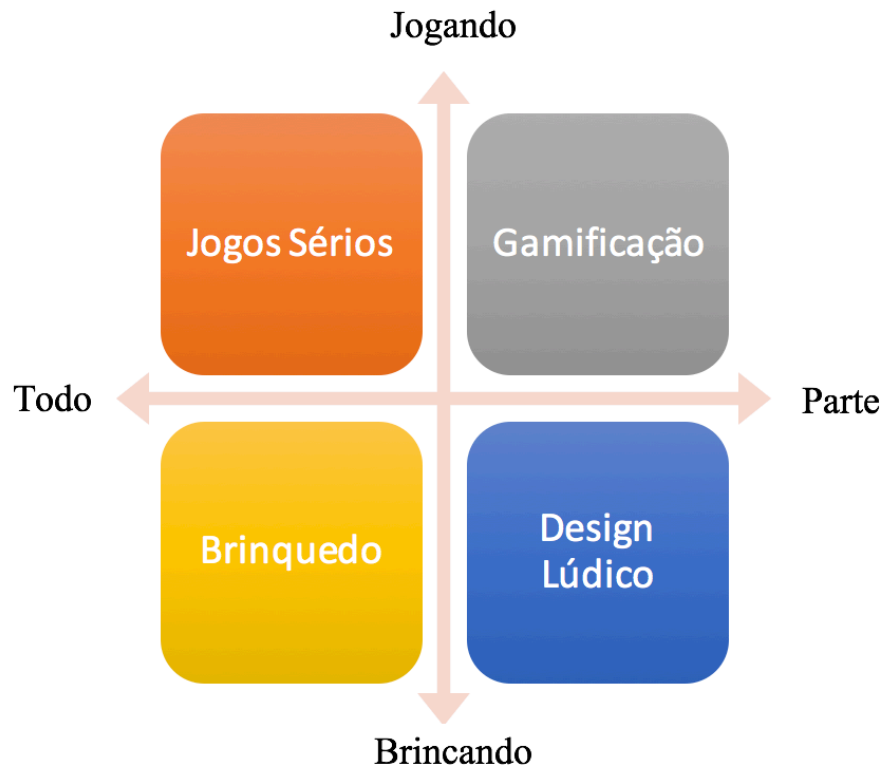 Jogando
Jogos Sérios
Gamificação
Todo
Parte
Brinquedo
Design
Lúdico
Brincando